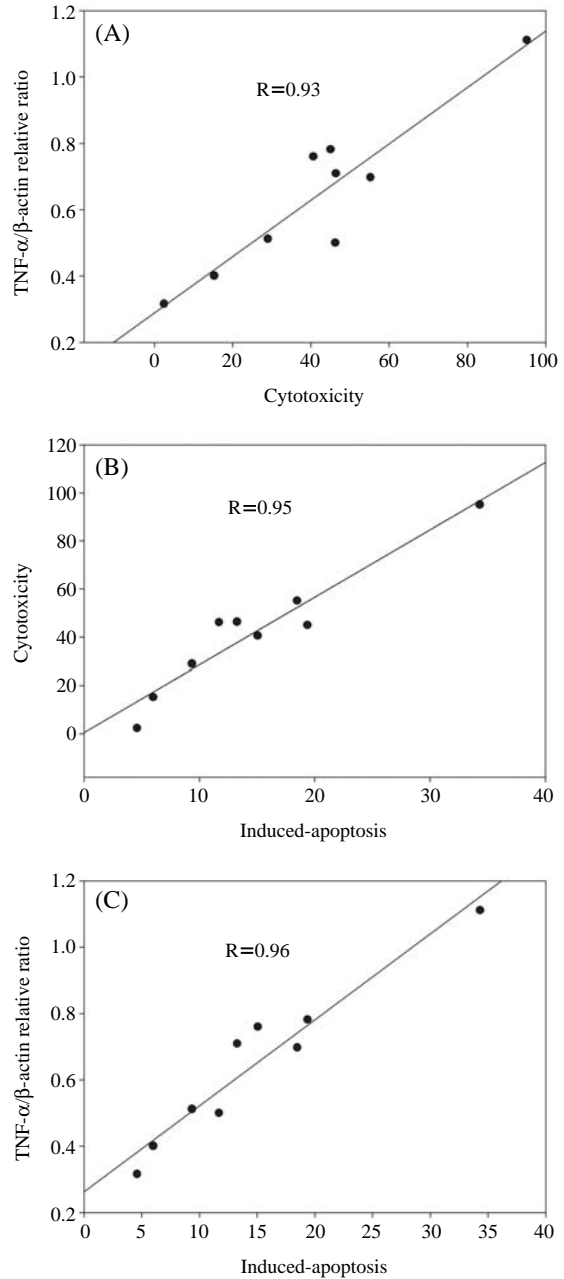 (A)
R=0.93
1.2
1.0
0.8
0.6
0.4
0.2
TNF-α/β-actin relative ratio
0 20 40 60 80 100
Cytotoxicity
(B)
R=0.95
120
100
80
60
40
20
0
Cytotoxicity
0 10 20 30 40
Induced-apoptosis
(C)
R=0.96
1.2
1.0
0.8
0.6
0.4
0.2
TNF-α/β-actin relative ratio
0 5 10 15 20 25 30 35 40
Induced-apoptosis